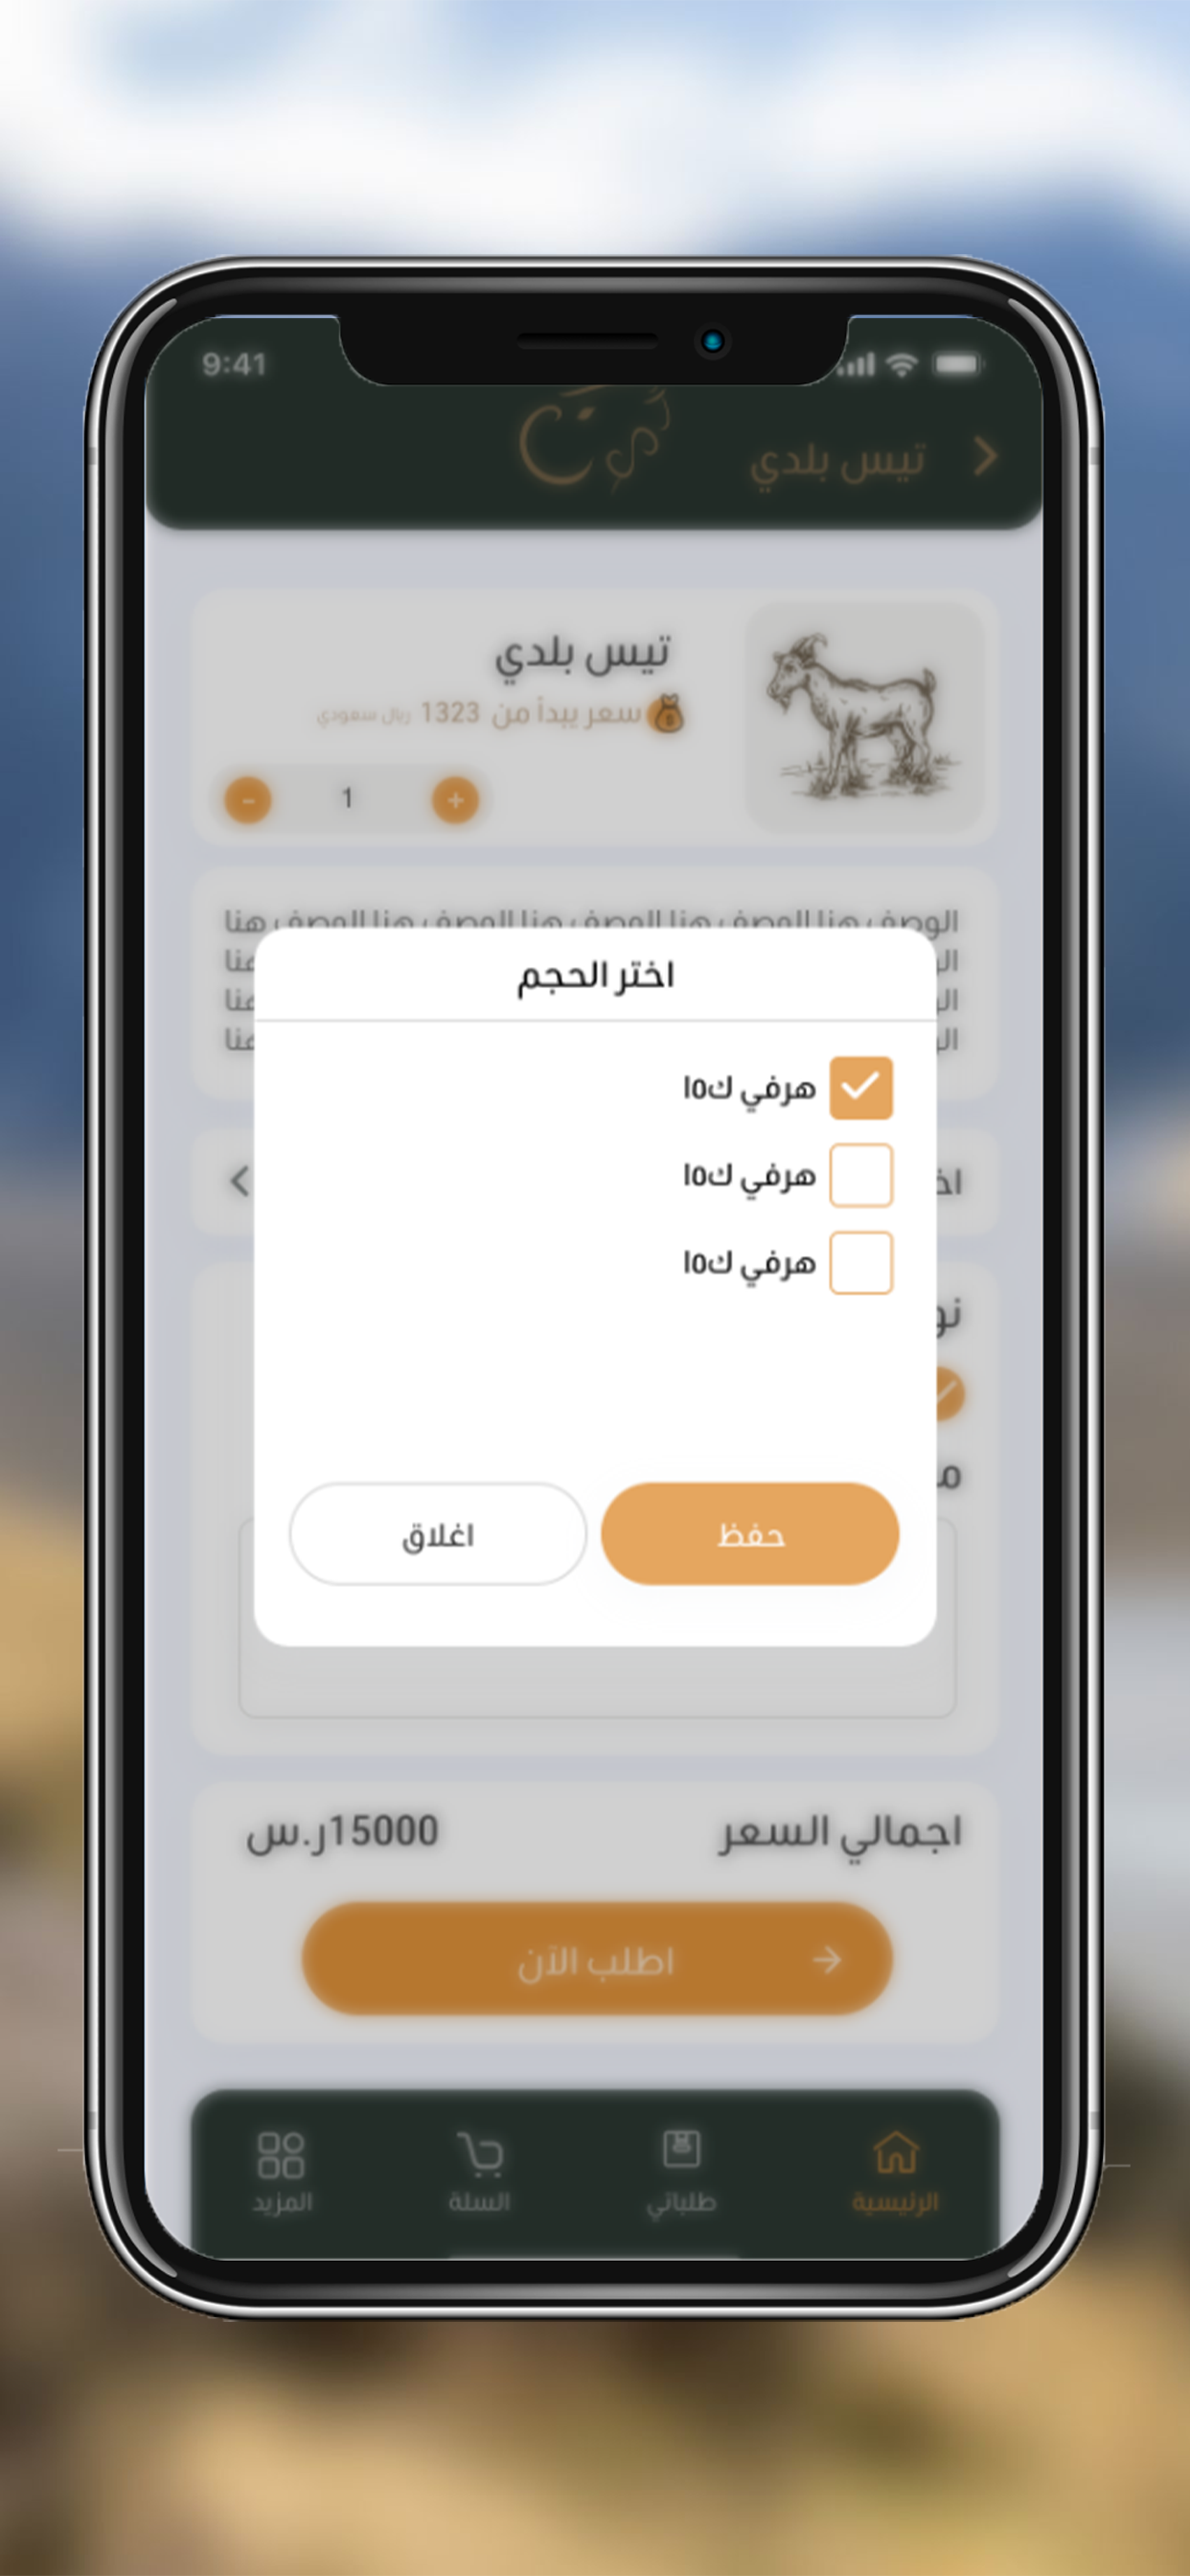 9:41
تيس بلدي
تيس بلدي
سعر يبدأ من 1323 ريال سعودي
1
الوصف هنا الوصف هنا الوصف هنا الوصف هنا الوصف هنا
اختر الحجم
هرفي ك١٥
هرفي ك١٥
هرفي ك١٥
حفظ
اغلاق
اجمالي السعر
15000ر.س
اطلب الآن
الرئيسية
طلباتي
السلة
المزيد